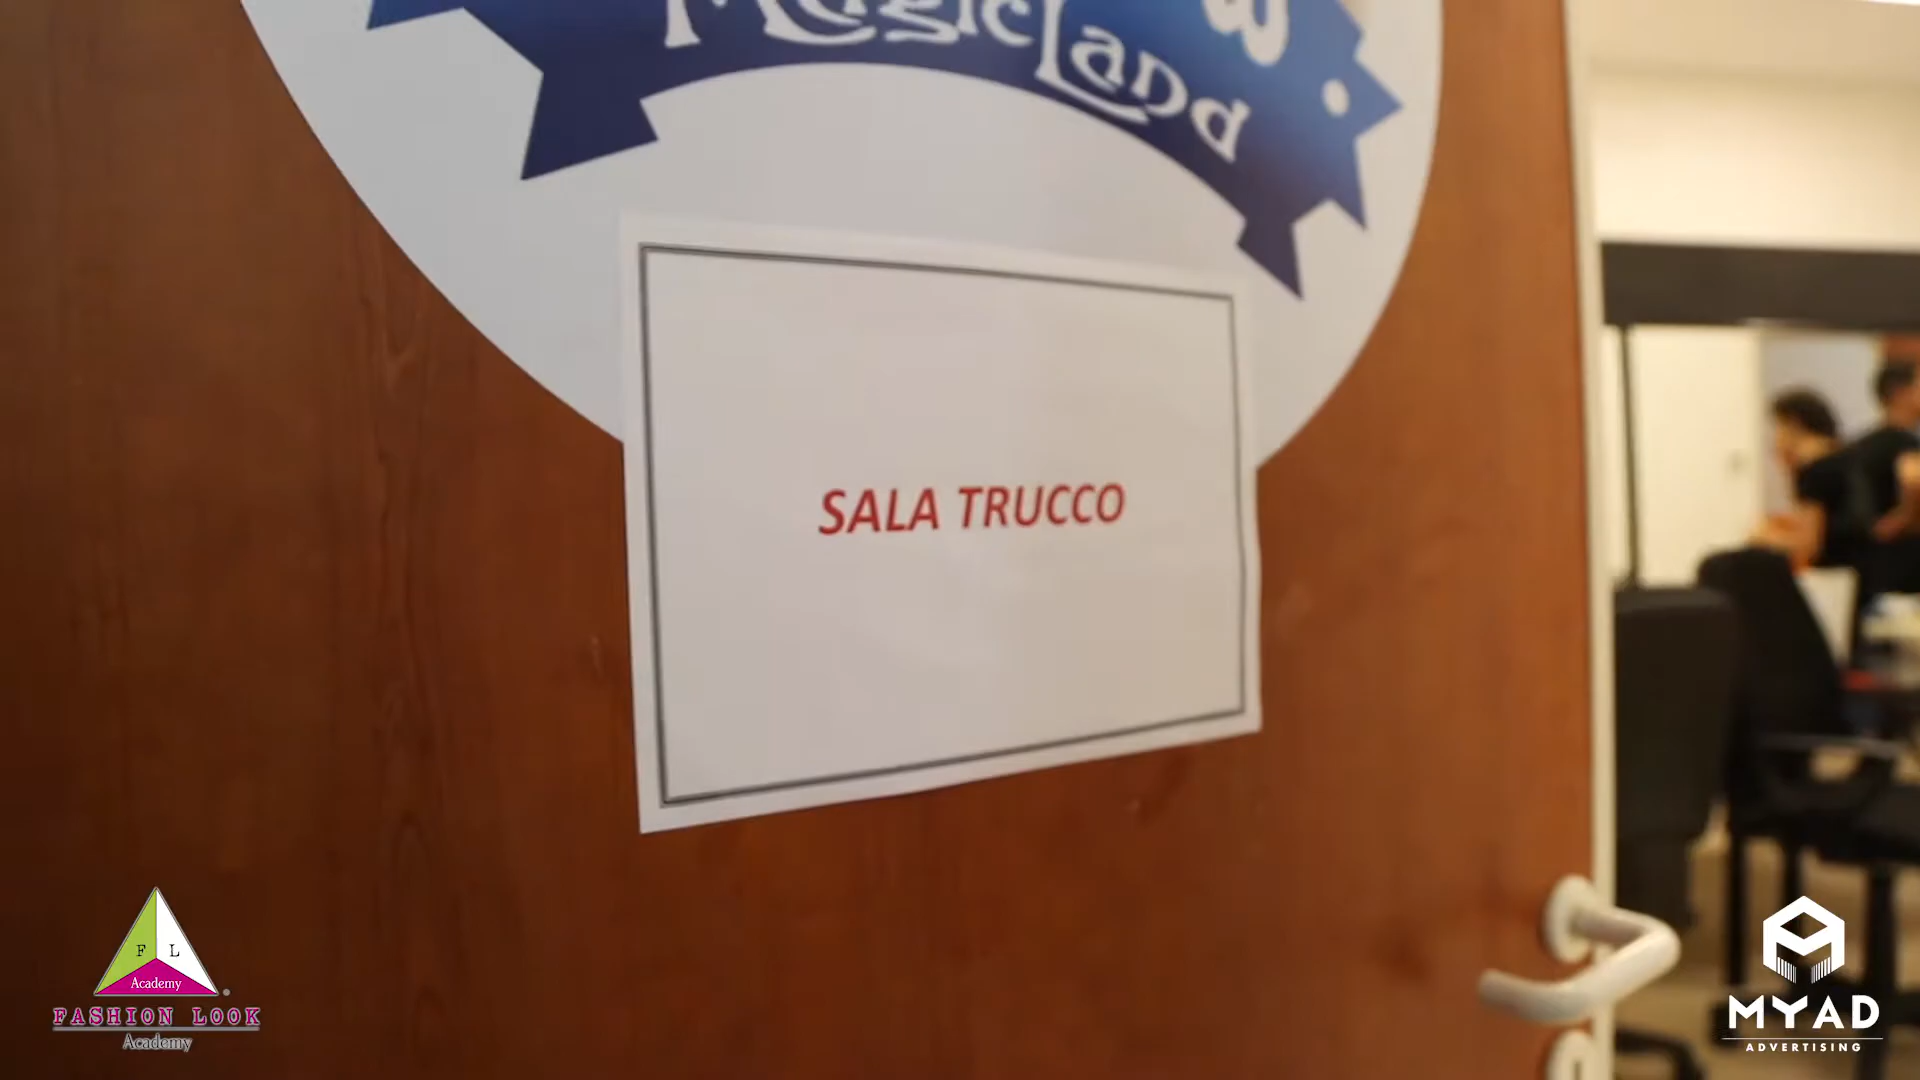 MagicLand
SALA TRUCCO
F L
Academy
FASHION LOOK
Academy
MYAD
ADVERTISING